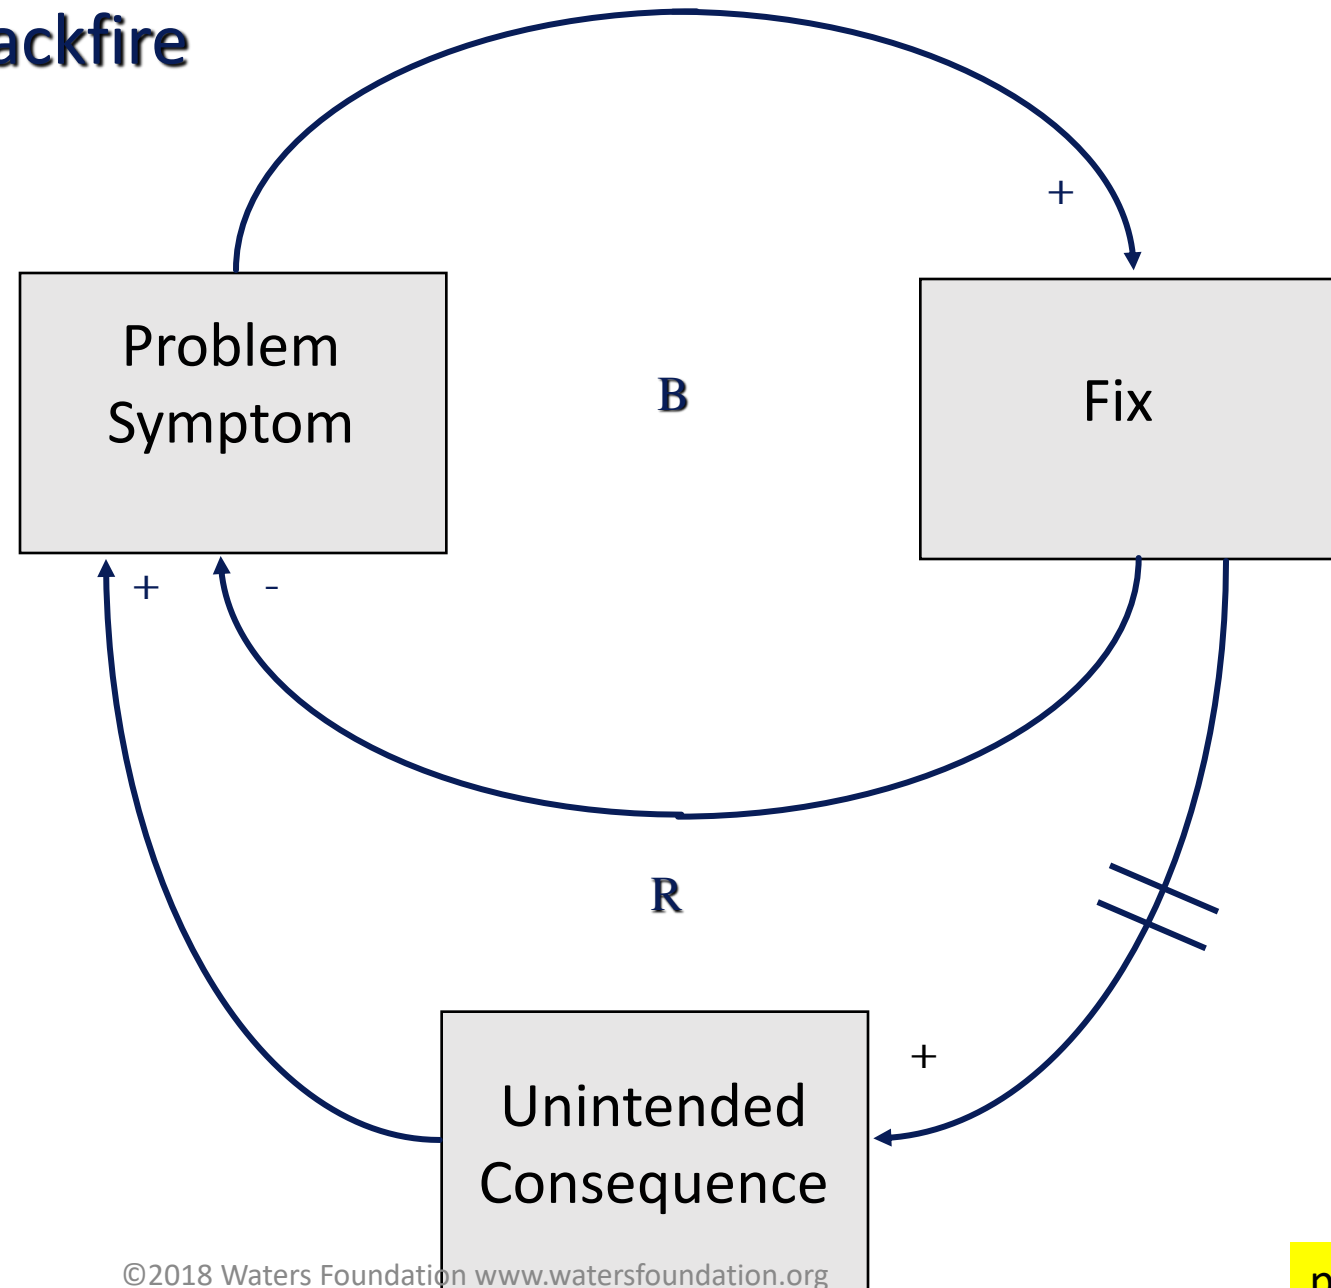 ackfire
+
Problem
Symptom
B
Fix
+ -
R
+
Unintended
Consequence
©2018 Waters Foundation www.watersfoundation.org